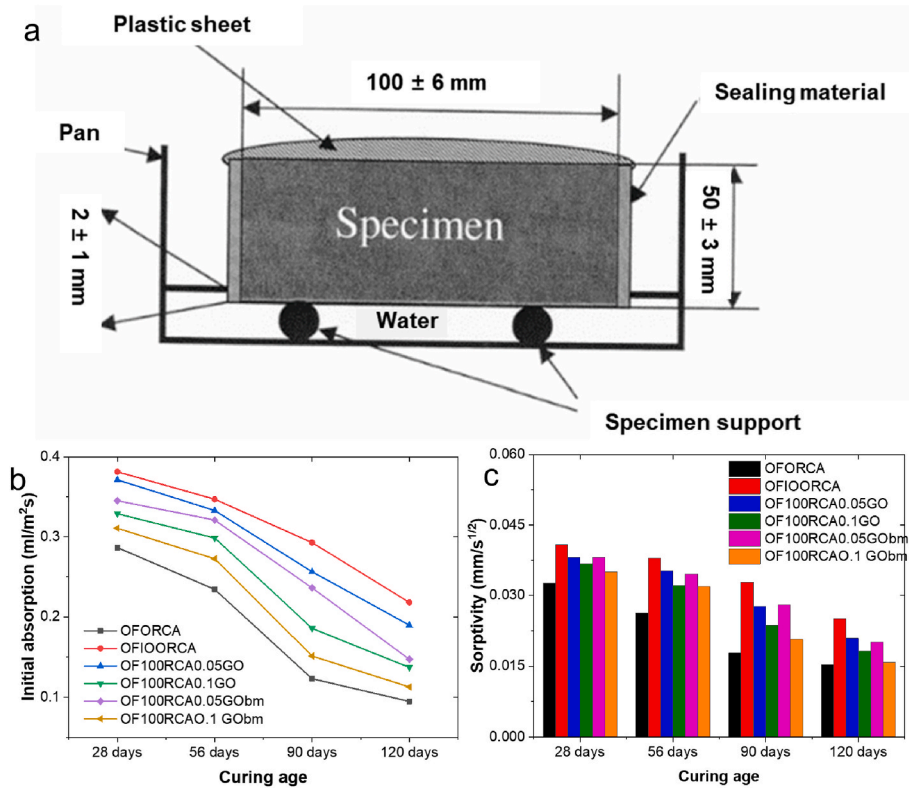 a
Plastic sheet
100 ± 6 mm
Sealing material
Pan
2 ± 1 mm
Specimen
50 ± 3 mm
Water
Specimen support
b
Initial absorption (ml/m²s)
0.4
0.3
0.2
0.1
OFORCA
OFIOORCA
OF100RCA0.05GO
OF100RCA0.1GO
OF100RCA0.05GObm
OF100RCAO.1 GObm
28 days 56 days 90 days 120 days
Curing age
c
Sorptivity (mm/s^1/2)
0.060
0.045
0.030
0.015
0.000
OFORCA
OFIOORCA
OF100RCA0.05GO
OF100RCA0.1GO
OF100RCA0.05GObm
OF100RCAO.1 GObm
28 days 56 days 90 days 120 days
Curing age